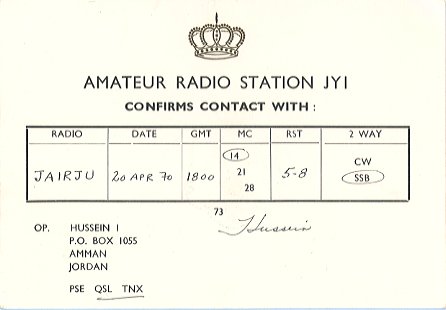 AMATEUR RADIO STATION JY1
CONFIRMS CONTACT WITH :
RADIO DATE GMT MC RST 2 WAY
JA1RJU 20 APR 70 1800 14 21 28 5-8 CW SSB
73
Hussein
OP. HUSSEIN I
P.O. BOX 1055
AMMAN
JORDAN
PSE QSL TNX